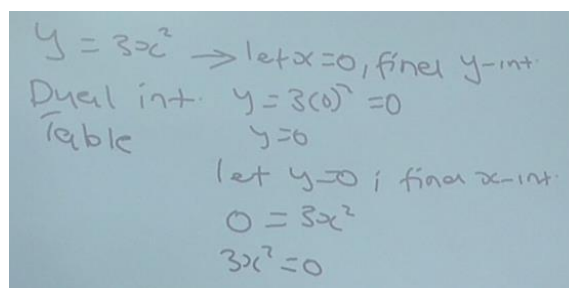 y = 3x² → let x=0, find y-int.
Dual int. y = 3(0)² = 0
Table y=0
let y=0 ; find x-int.
0 = 3x²
3x² = 0